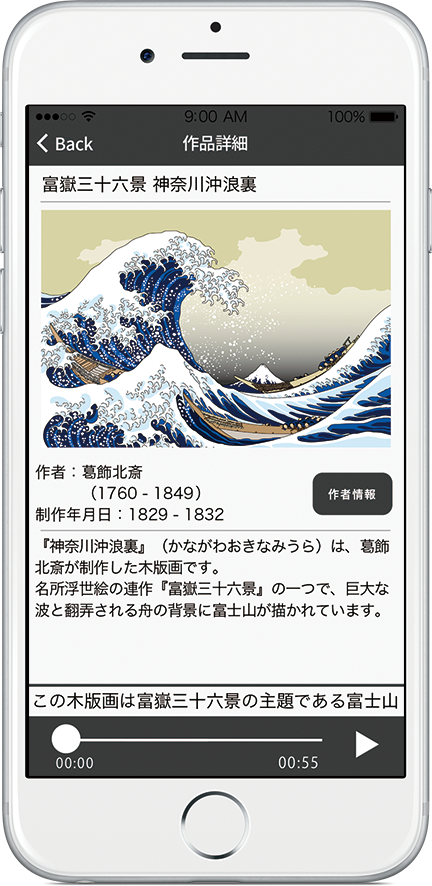 9:00 AM 100%
Back 作品詳細
富嶽三十六景 神奈川沖浪裏
作者：葛飾北斎
（1760 - 1849）
作者情報
制作年月日：1829 - 1832
『神奈川沖浪裏』（かながわおきなみうら）は、葛飾
北斎が制作した木版画です。
名所浮世絵の連作『富嶽三十六景』の一つで、巨大な
波と翻弄される舟の背景に富士山が描かれています。
この木版画は富嶽三十六景の主題である富士山
00:00 00:55